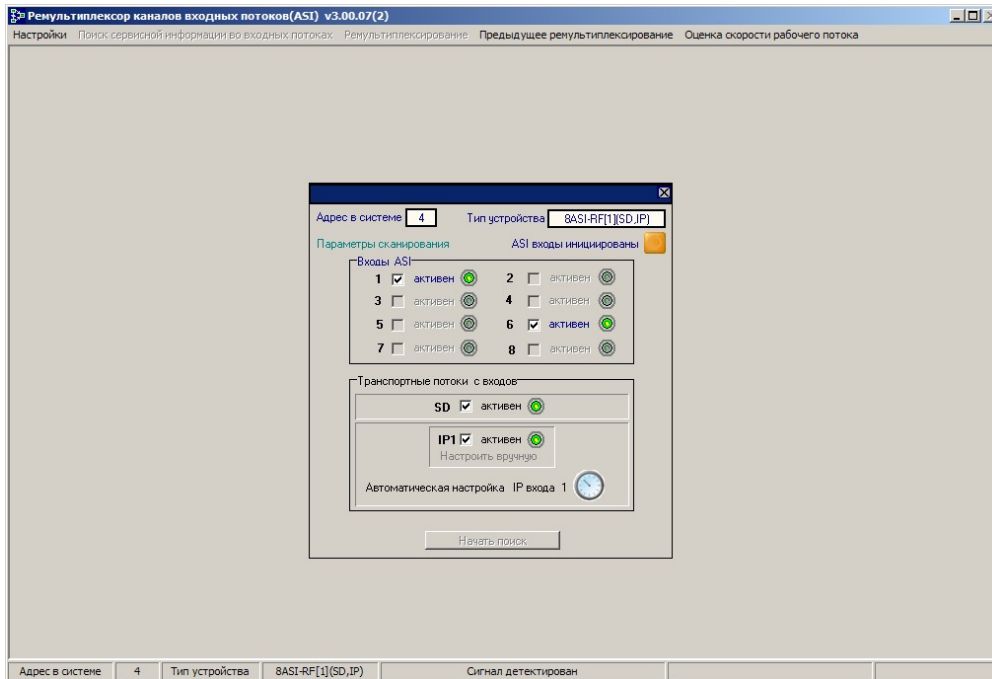 Ремультиплексор каналов входных потоков(ASI) v3.00.07(2)
Настройки Поиск сервисной информации во входных потоках Ремультиплексирование Предыдущее ремультиплексирование Оценка скорости рабочего потока
Адрес в системе 4 Тип устройства 8ASI-RF[1](SD,IP)
Параметры сканирования ASI входы инициированы
Входы ASI
1 активен 2 активен
3 активен 4 активен
5 активен 6 активен
7 активен 8 активен
Транспортные потоки с входов
SD активен
IP1 активен
Настроить вручную
Автоматическая настройка IP входа 1
Начать поиск
Адрес в системе 4 Тип устройства 8ASI-RF[1](SD,IP) Сигнал детектирован